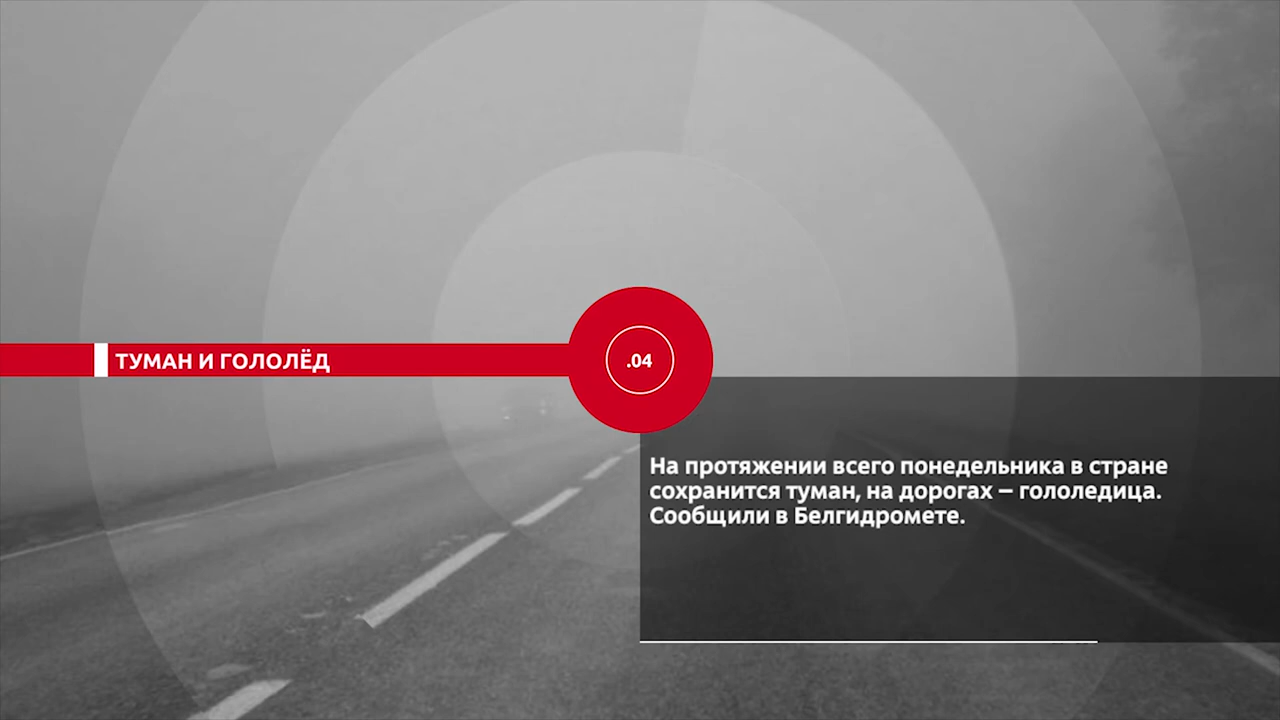 ТУМАН И ГОЛОЛЁД
.04
На протяжении всего понедельника в стране
сохранится туман, на дорогах – гололедица.
Сообщили в Белгидромете.